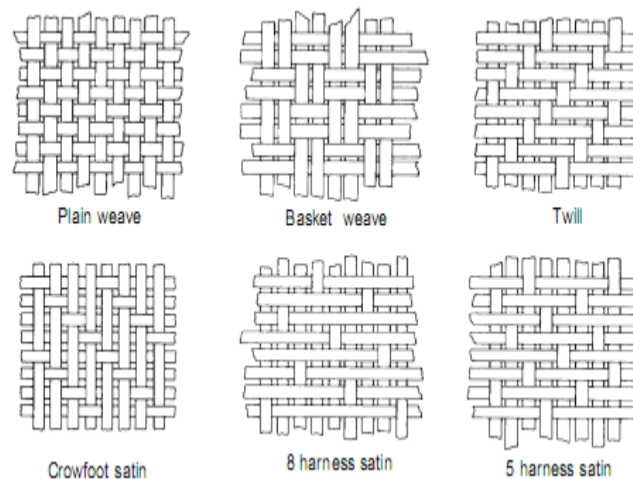 Plain weave
Basket weave
Twill
Crowfoot satin
8 harness satin
5 harness satin